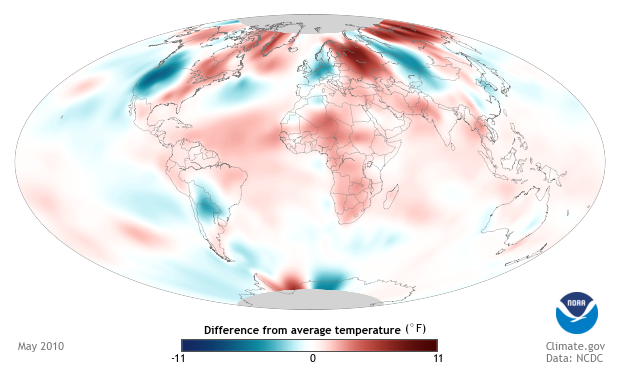 NOAA
Difference from average temperature (°F)
May 2010
-11 0 11
Climate.gov
Data: NCDC